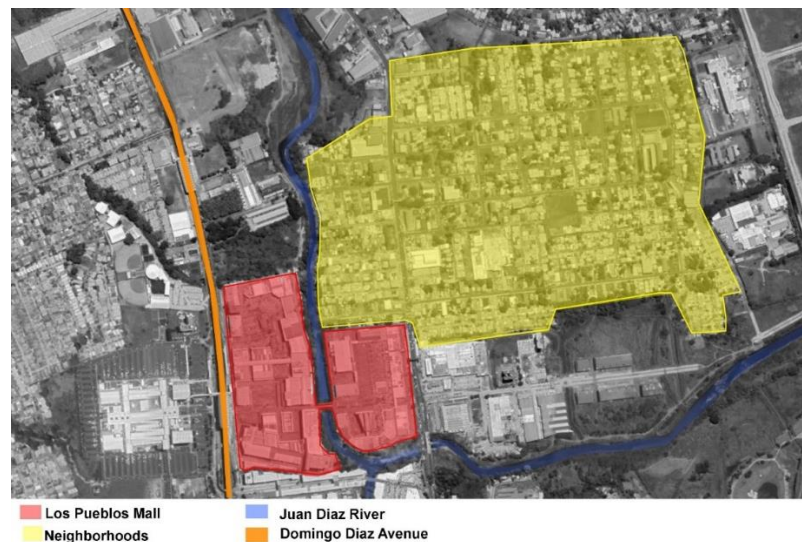 Los Pueblos Mall
Neighborhoods
Juan Diaz River
Domingo Diaz Avenue